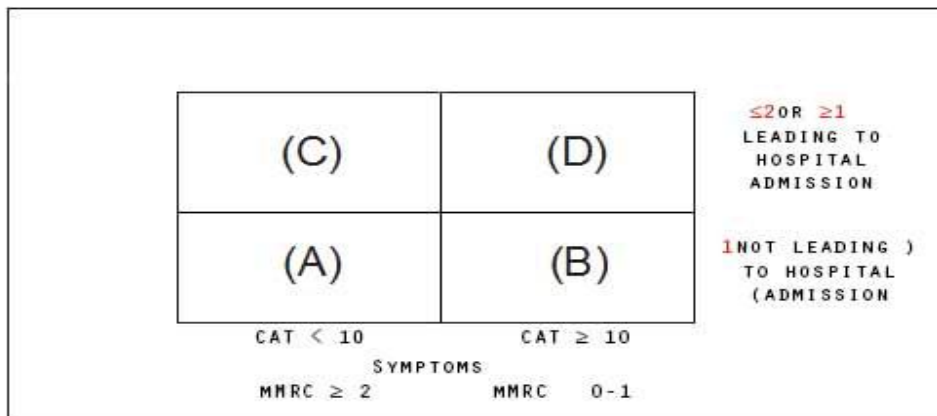 (C)
(D)
≤2OR ≥1
LEADING TO
HOSPITAL
ADMISSION
(A)
(B)
1NOT LEADING )
TO HOSPITAL
(ADMISSION
CAT < 10
CAT ≥ 10
SYMPTOMS
MMRC ≥ 2
MMRC 0-1